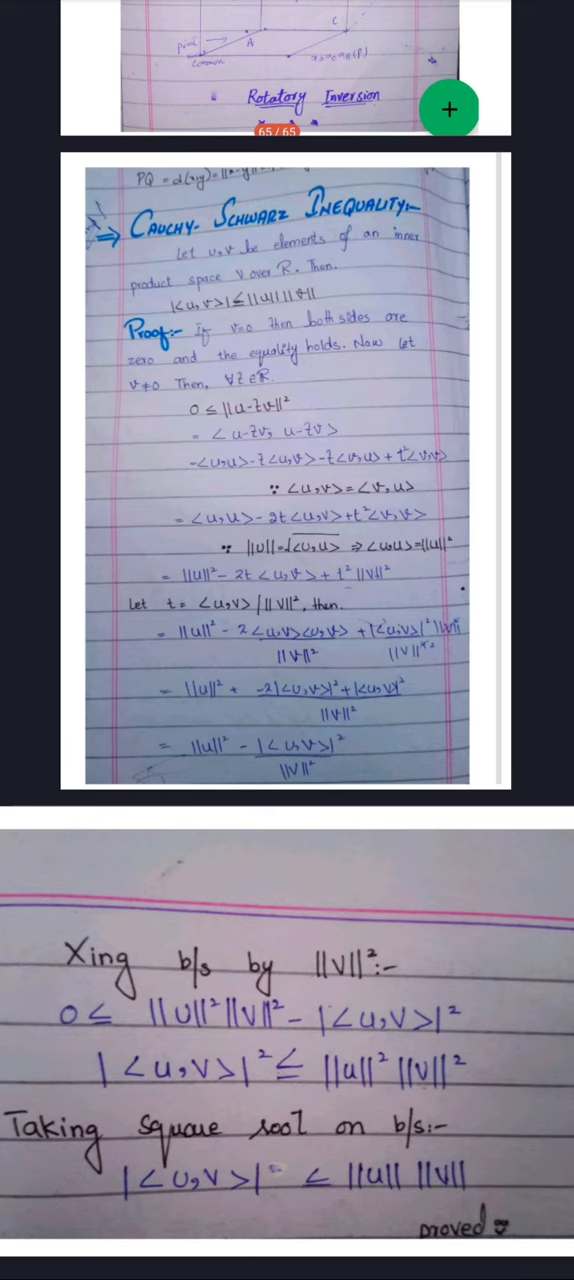 point →
A
C
common
Rotatory Inversion
65 / 65
+
PQ = d(x,y) =
⇒ CAUCHY- SCHWARZ INEQUALITY:-
Let u,v be elements of an inner
product space V over R. Then.
|<u,v>| ≤ ||u|| ||v||
Proof:- If v=0 then both sides are
zero and the equality holds. Now let
v≠0 Then, ∀ Z ∈ R.
0 ≤ ||u-Zv||²
= <u-Zv, u-Zv>
=<u,u>-Z<u,v>-Z<v,u> + t²<v,v>
∵ <u,v>=<v,u>
= <u,u>- 2t<u,v>+t²<v,v>
∵ ||u||=√<u,u> ⇒ <u,u>=||u||²
= ||u||²- 2t <u,v> + t² ||v||²
Let t = <u,v> / ||v||², then.
= ||u||² - 2<u,v><u,v> + |<u,v>|² ||v||²
||v||² ||v||⁴
= ||u||² + -2|<u,v>|²+|<u,v>|²
||v||²
= ||u||² - |<u,v>|²
||v||²
Xing b/s by ||v||²:-
0 ≤ ||u||² ||v||² - |<u,v>|²
|<u,v>|² ≤ ||u||² ||v||²
Taking square root on b/s:-
|<u,v>| ≤ ||u|| ||v||
proved